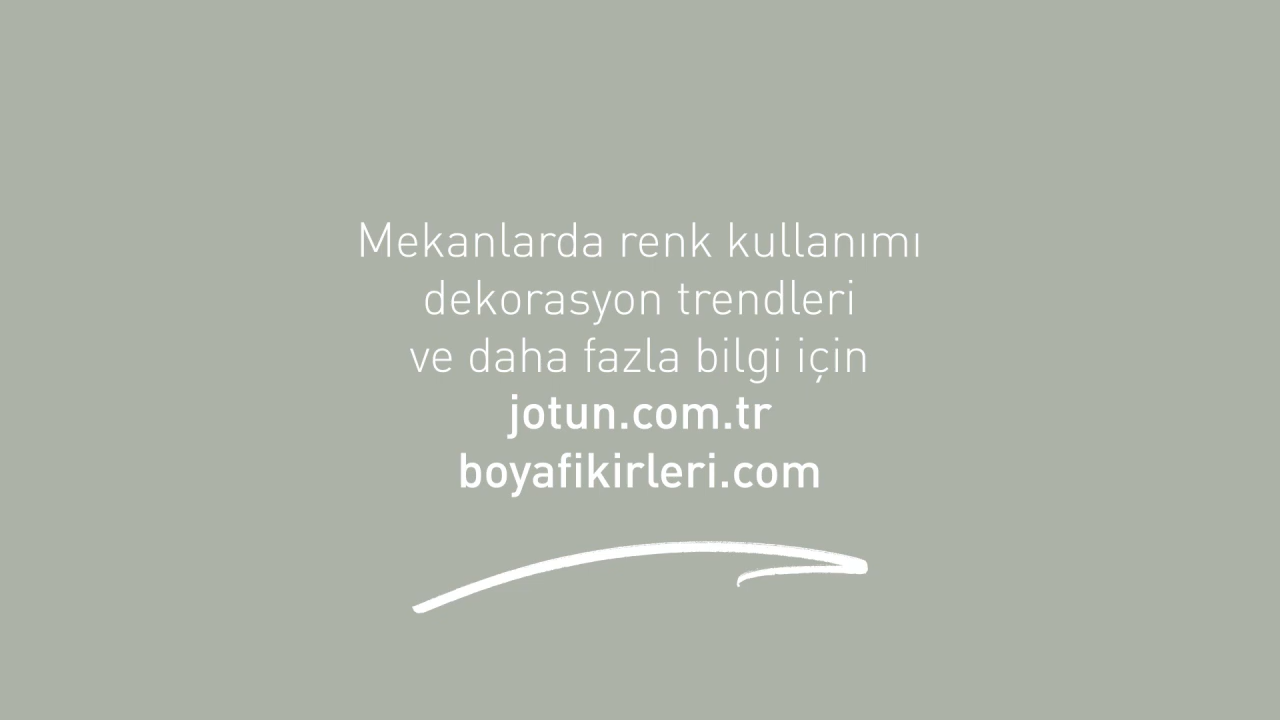 Mekanlarda renk kullanımı
dekorasyon trendleri
ve daha fazla bilgi için
jotun.com.tr
boyafikirleri.com